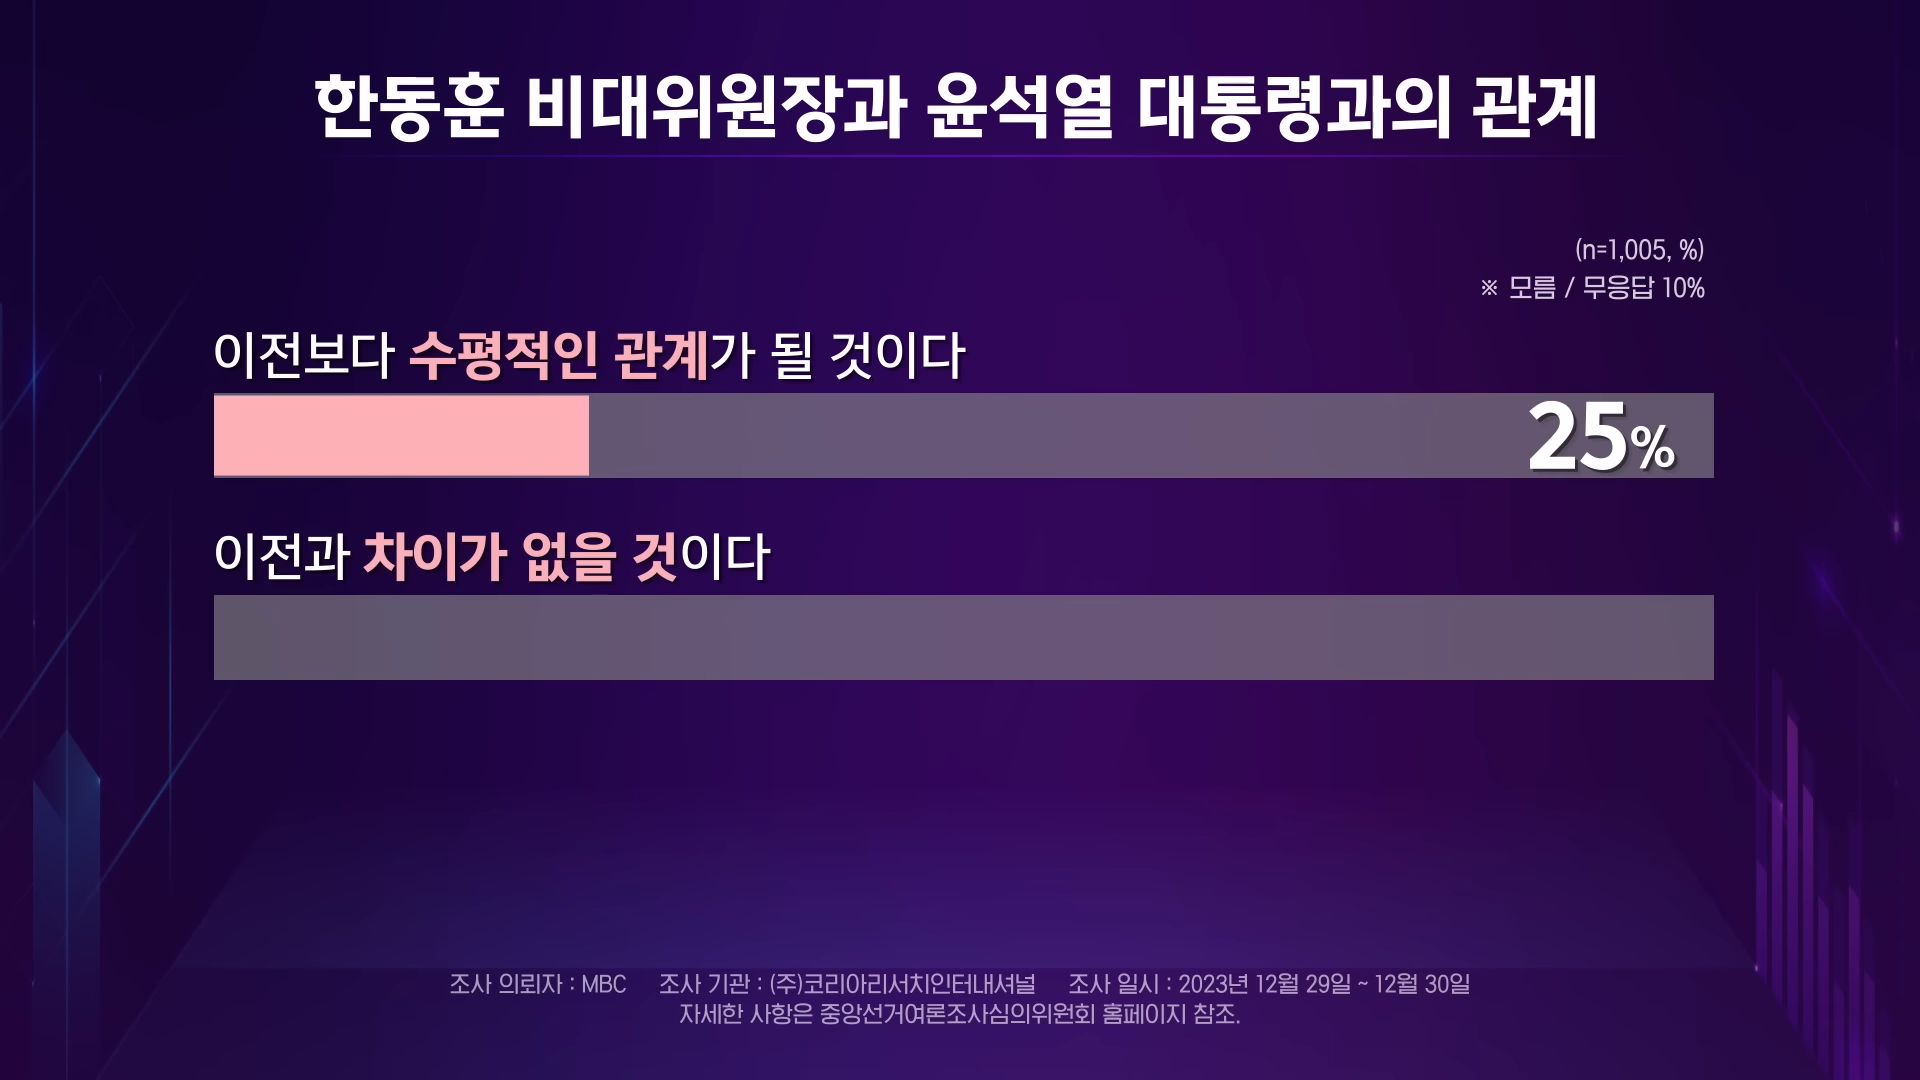 한동훈 비대위원장과 윤석열 대통령과의 관계
(n=1,005, %)
※ 모름 / 무응답 10%
이전보다 수평적인 관계가 될 것이다
25%
이전과 차이가 없을 것이다
조사 의뢰자 : MBC 조사 기관 : (주)코리아리서치인터내셔널 조사 일시 : 2023년 12월 29일 ~ 12월 30일
자세한 사항은 중앙선거여론조사심의위원회 홈페이지 참조.